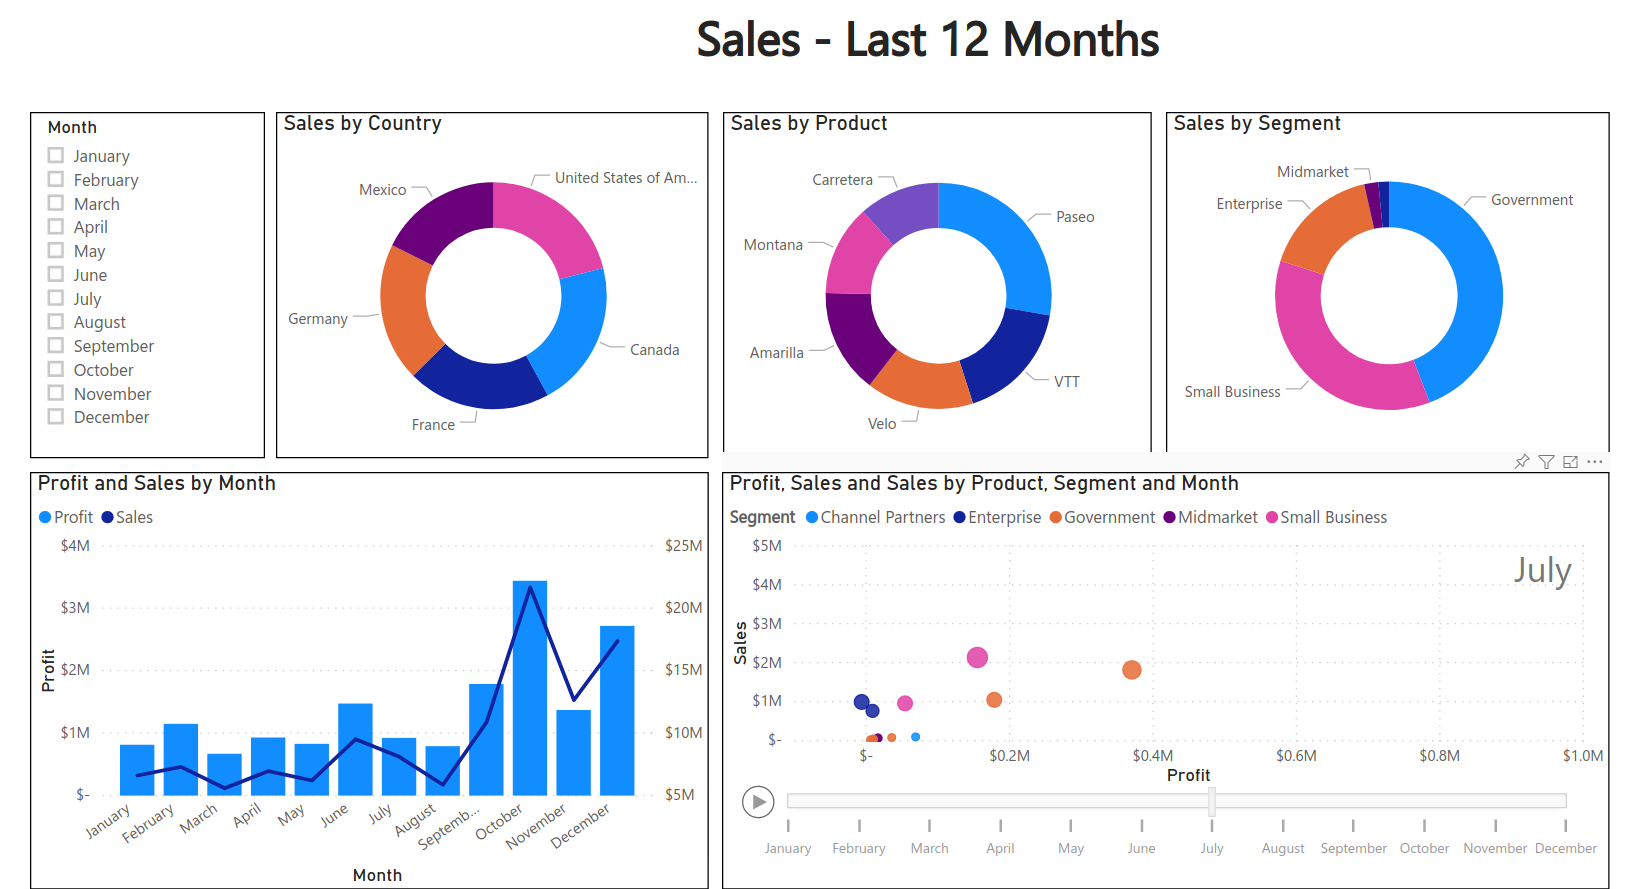 Sales - Last 12 Months
Month
January
February
March
April
May
June
July
August
September
October
November
December
Sales by Country
United States of Am...
Mexico
Germany
Canada
France
Sales by Product
Carretera
Paseo
Montana
Amarilla
VTT
Velo
Sales by Segment
Midmarket
Enterprise
Government
Small Business
Profit and Sales by Month
Profit Sales
$4M $25M
$3M $20M
$2M $15M
$1M $10M
$- $5M
Profit
January February March April May June July August Septemb... October November December
Month
Profit, Sales and Sales by Product, Segment and Month
Segment Channel Partners Enterprise Government Midmarket Small Business
$5M
July
$4M
$3M
Sales
$2M
$1M
$-
$- $0.2M $0.4M $0.6M $0.8M $1.0M
Profit
January February March April May June July August September October November December